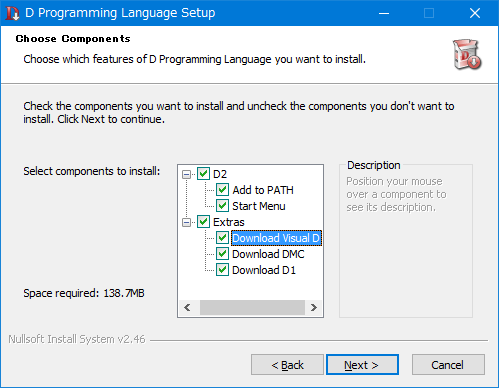 D Programming Language Setup
Choose Components
Choose which features of D Programming Language you want to install.
Check the components you want to install and uncheck the components you don't want to
install. Click Next to continue.
Select components to install:
D2
Add to PATH
Start Menu
Extras
Download Visual D
Download DMC
Download D1
Description
Position your mouse
over a component to
see its description.
Space required: 138.7MB
Nullsoft Install System v2.46
< Back
Next >
Cancel